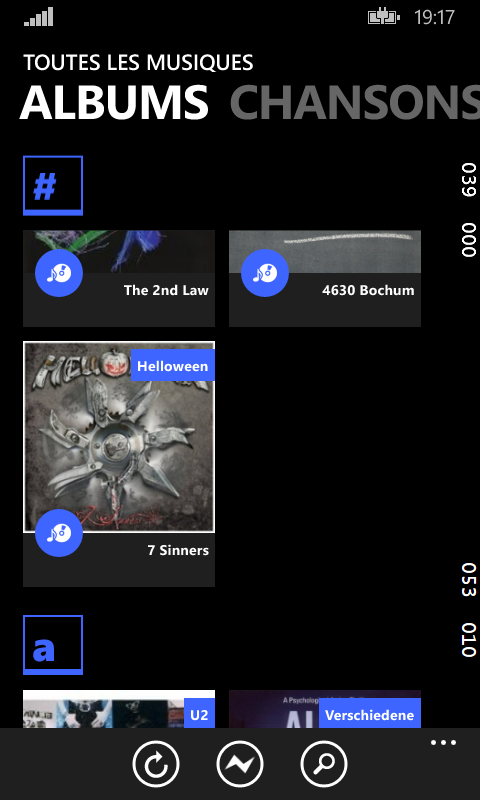 19:17
TOUTES LES MUSIQUES
ALBUMS CHANSONS
#
039 000
The 2nd Law
4630 Bochum
Helloween
7 Sinners
053 010
a
U2
A Psychological
Verschiedene